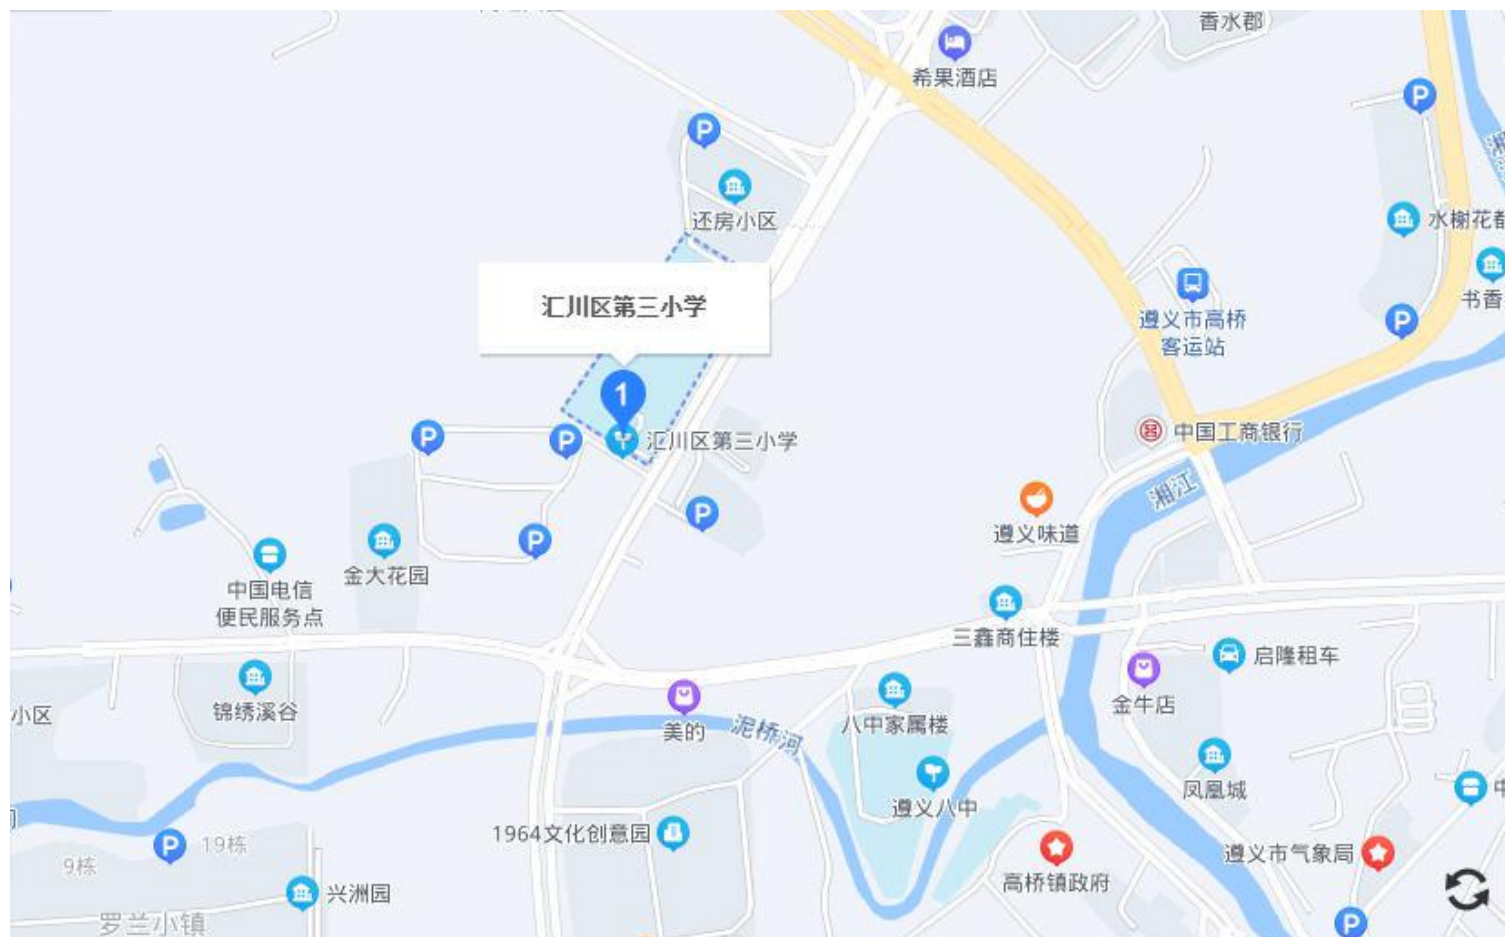 香水郡
希果酒店
P
P
还房小区
水榭花都
汇川区第三小学
遵义市高桥
客运站
书香
P
1
P
P
汇川区第三小学
中国工商银行
湘江
P
P
遵义味道
中国电信
便民服务点
金大花园
三鑫商住楼
启隆租车
金牛店
小区
锦绣溪谷
美的
泥桥河
八中家属楼
凤凰城
遵义八中
中
1964文化创意园
P
19栋
9栋
遵义市气象局
高桥镇政府
兴洲园
罗兰小镇
P